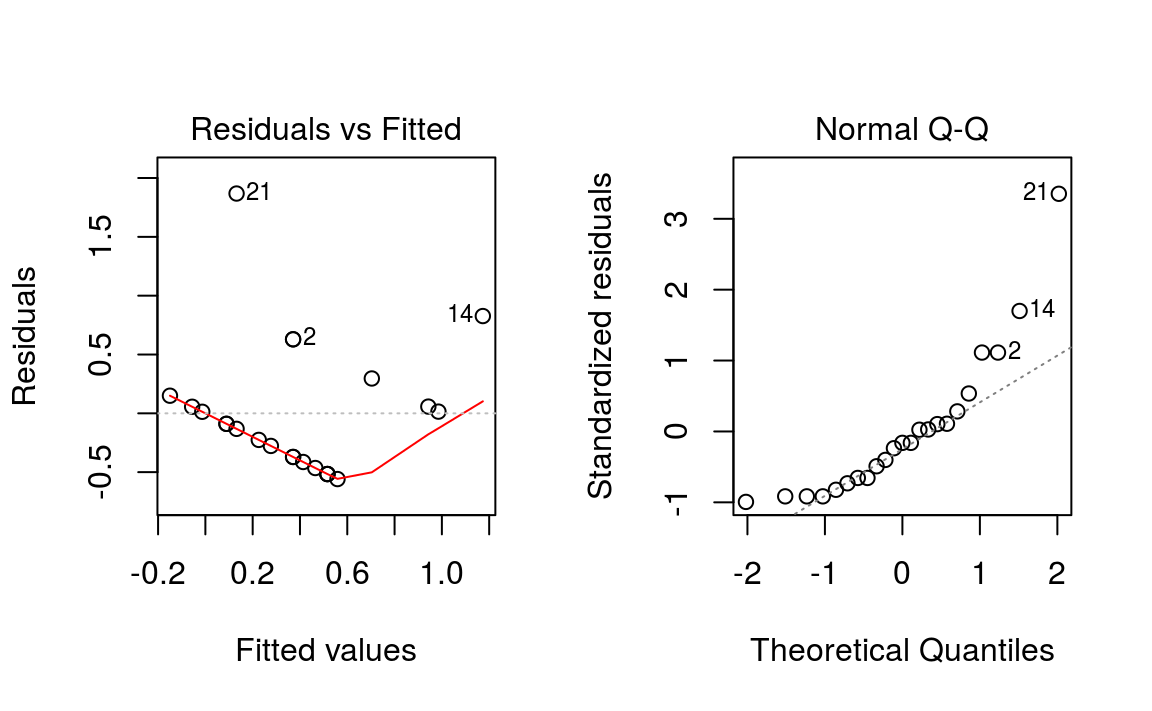 Residuals vs Fitted
Residuals
-0.5 0.5 1.5
21
2
14
-0.2 0.2 0.6 1.0
Fitted values
Normal Q-Q
Standardized residuals
-1 0 1 2 3
21
14
2
-2 -1 0 1 2
Theoretical Quantiles